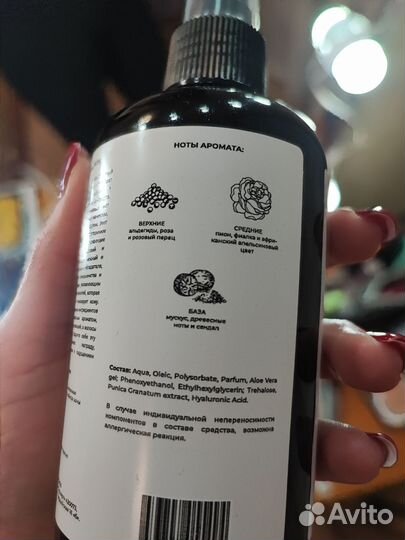 НОТЫ АРОМАТА:
ВЕРХНИЕ
альдегиды, роза
и розовый перец
СРЕДНИЕ
пион, фиалка и афри-
канский апельсиновый
цвет
БАЗА
мускус, древесные
ноты и сандал
Состав: Aqua, Oleic, Polysorbate, Parfum, Aloe Vera
gel; Phenoxyethanol, Ethylhexylglycerin; Trehalose,
Punica Granatum extract, Hyaluronic Acid.
В случае индивидуальной непереносимости
компонентов в составе средства, возможна
аллергическая реакция.
Avito